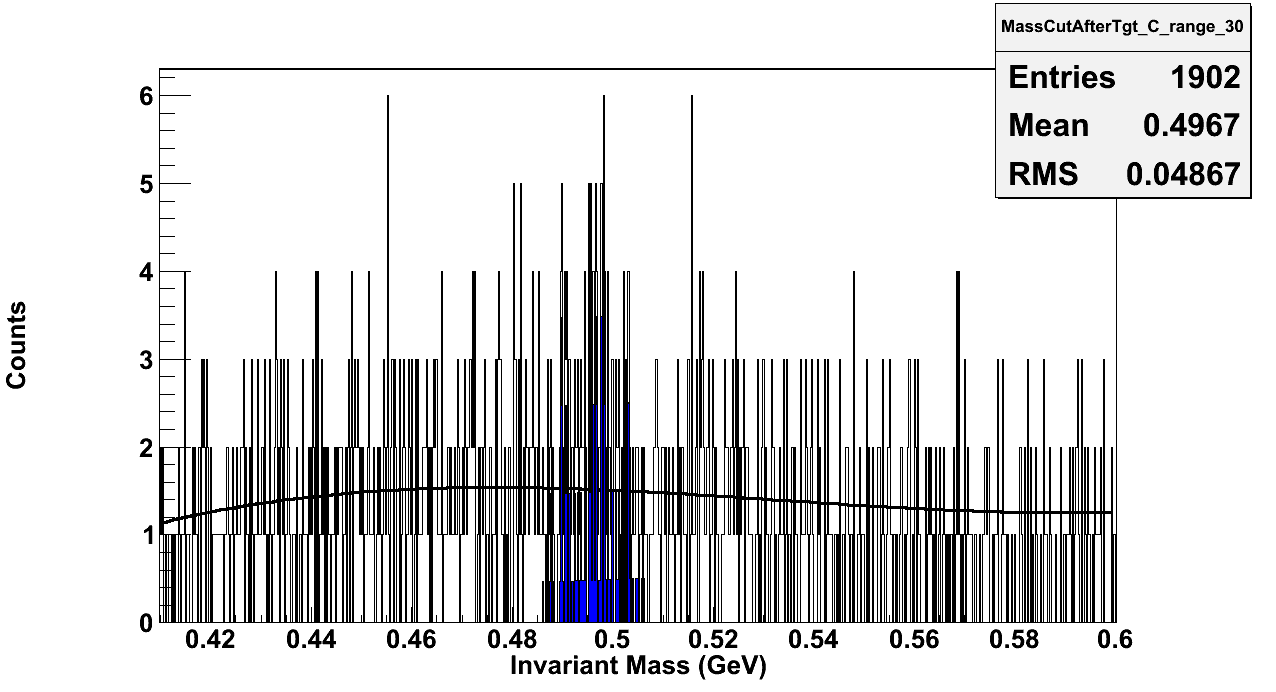 MassCutAfterTgt_C_range_30
Entries 1902
Mean 0.4967
RMS 0.04867
6
5
4
3
2
1
0
Counts
0.42 0.44 0.46 0.48 0.5 0.52 0.54 0.56 0.58 0.6
Invariant Mass (GeV)